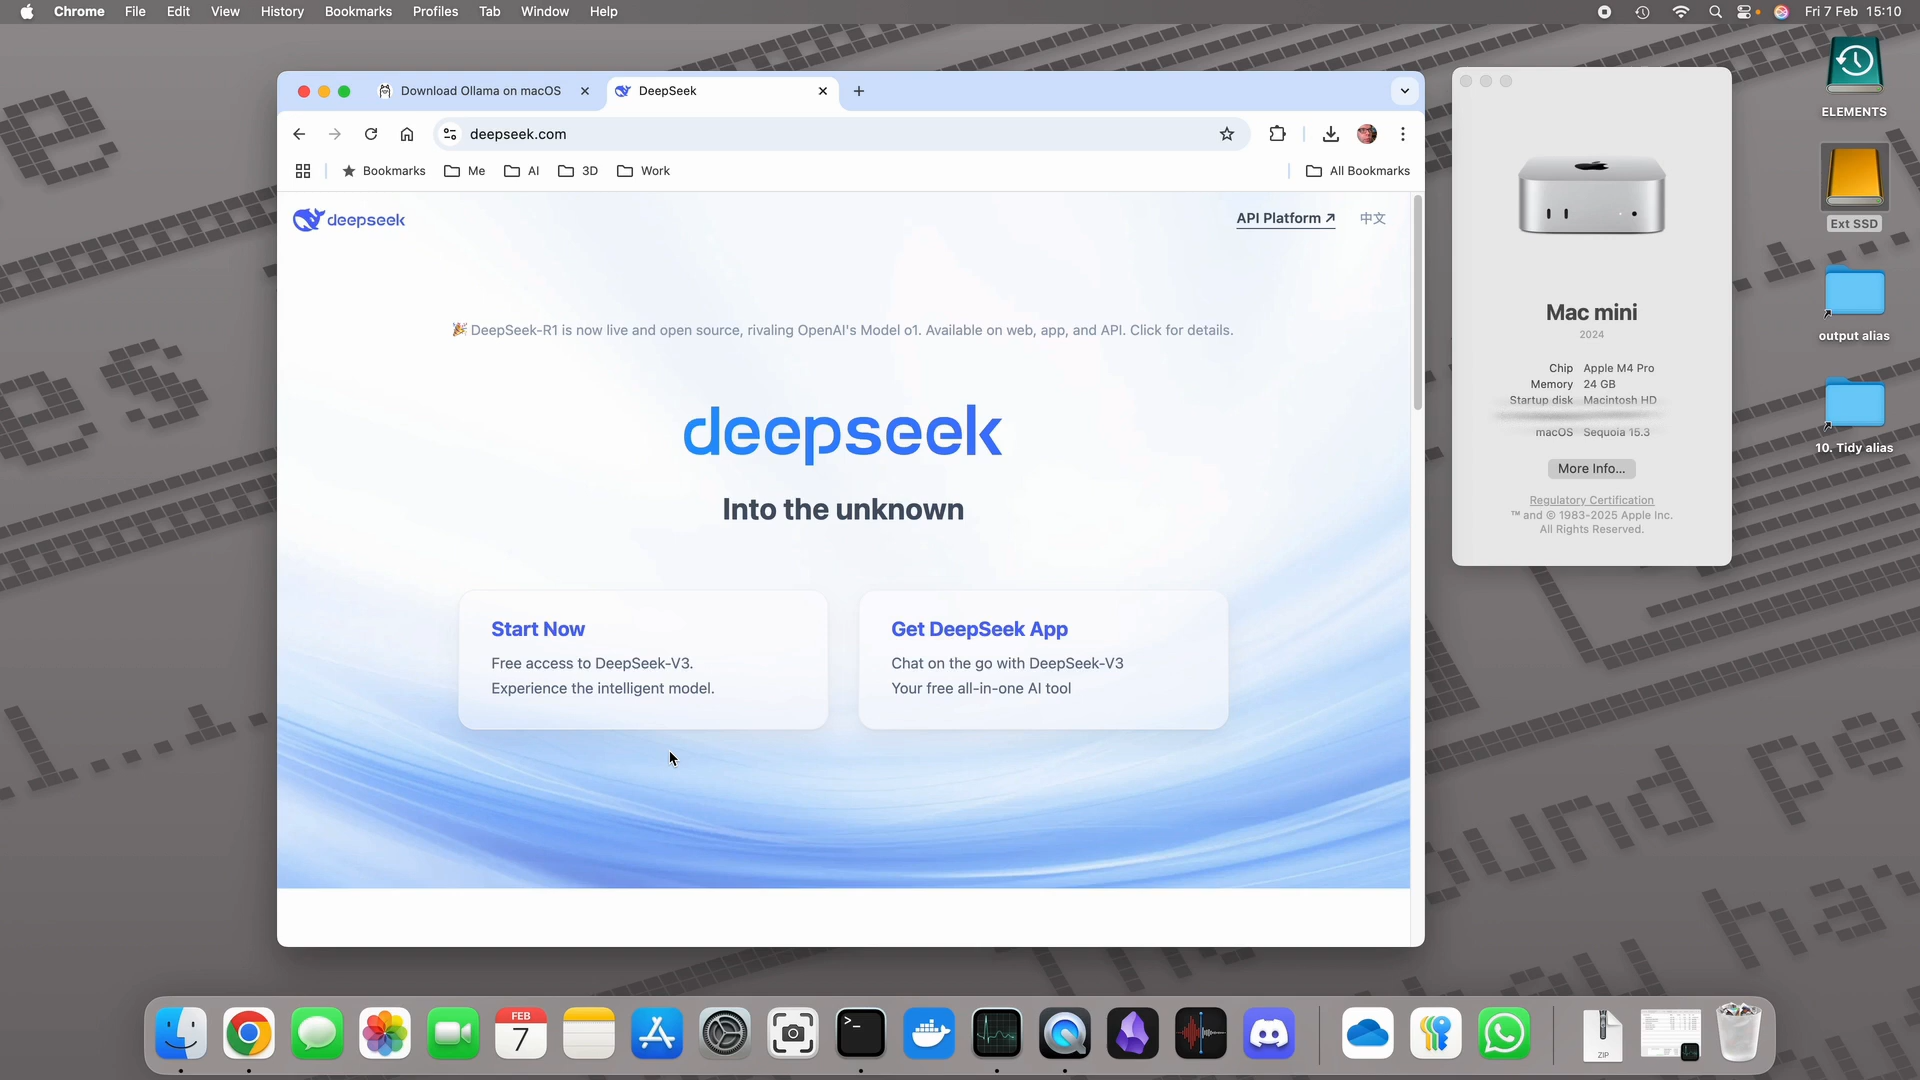 Chrome File Edit View History Bookmarks Profiles Tab Window Help
Fri 7 Feb 15:10
Download Ollama on macOS
DeepSeek
deepseek.com
Bookmarks Me AI 3D Work
All Bookmarks
deepseek
API Platform ↗ 中文
🎉 DeepSeek-R1 is now live and open source, rivaling OpenAI's Model o1. Available on web, app, and API. Click for details.
deepseek
Into the unknown
Start Now
Free access to DeepSeek-V3.
Experience the intelligent model.
Get DeepSeek App
Chat on the go with DeepSeek-V3
Your free all-in-one AI tool
Mac mini
2024
Chip Apple M4 Pro
Memory 24 GB
Startup disk Macintosh HD
macOS Sequoia 15.3
More Info...
Regulatory Certification
™ and © 1983-2025 Apple Inc.
All Rights Reserved.
ELEMENTS
Ext SSD
output alias
10. Tidy alias
FEB
7
ZIP